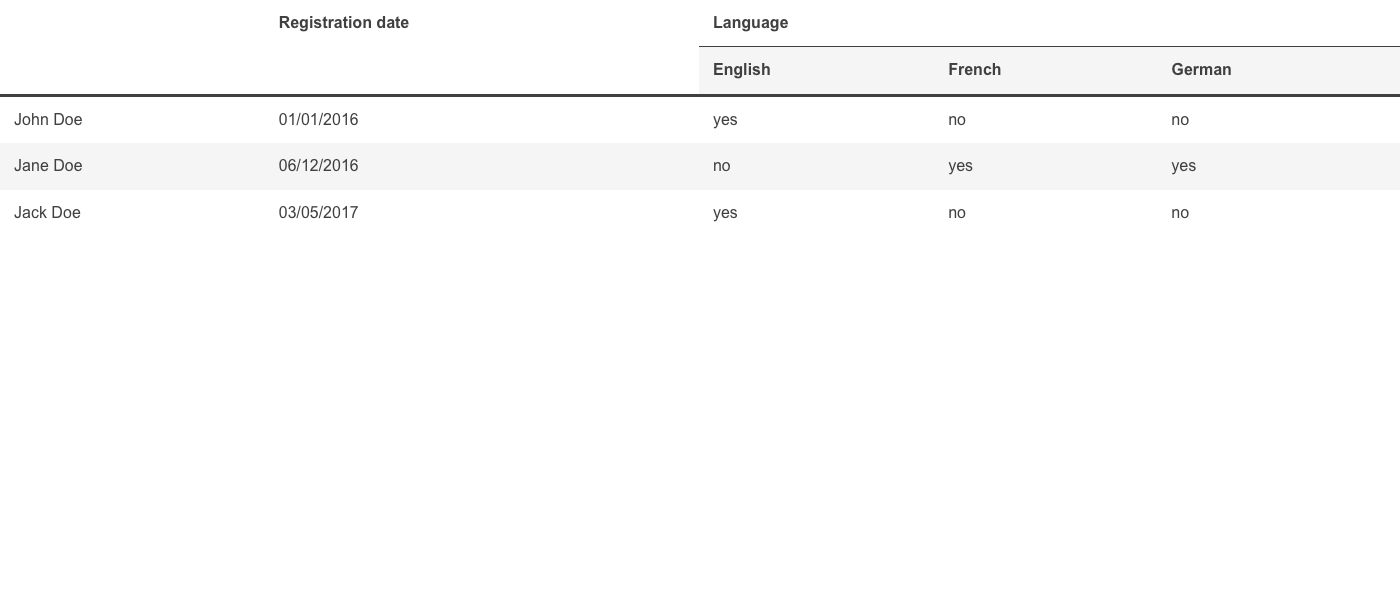 Registration date Language
English French German
John Doe 01/01/2016 yes no no
Jane Doe 06/12/2016 no yes yes
Jack Doe 03/05/2017 yes no no